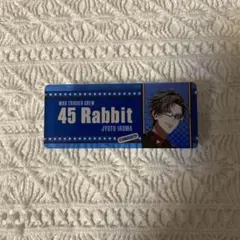 MAD TRIGGER CREW
45 Rabbit
JYUTO IRUMA